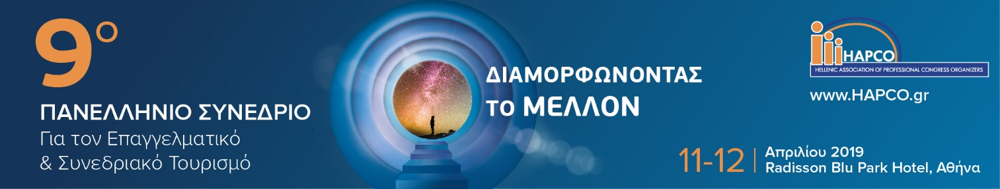 9ο
ΠΑΝΕΛΛΗΝΙΟ ΣΥΝΕΔΡΙΟ
Για τον Επαγγελματικό
& Συνεδριακό Τουρισμό
ΔΙΑΜΟΡΦΩΝΟΝΤΑΣ
το ΜΕΛΛΟΝ
HAPCO
HELLENIC ASSOCIATION OF PROFESSIONAL CONGRESS ORGANIZERS
www.HAPCO.gr
11-12 | Απριλίου 2019
Radisson Blu Park Hotel, Αθήνα